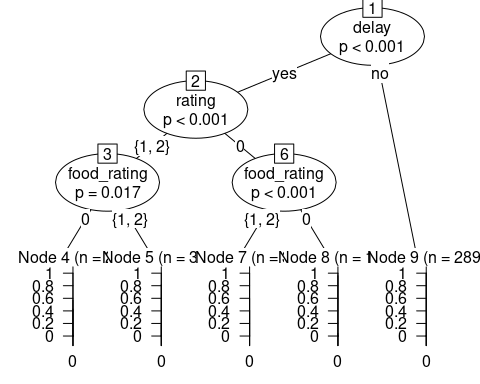 1
delay
p < 0.001
yes
no
2
rating
p < 0.001
{1, 2}
0
3
food_rating
p = 0.017
6
food_rating
p < 0.001
0
{1, 2}
{1, 2}
0
Node 4 (n =
Node 5 (n = 3
Node 7 (n =
Node 8 (n = 1
Node 9 (n = 289
1 1 1 1 1
0.8 0.8 0.8 0.8 0.8
0.6 0.6 0.6 0.6 0.6
0.4 0.4 0.4 0.4 0.4
0.2 0.2 0.2 0.2 0.2
0 0 0 0 0
0 0 0 0 0